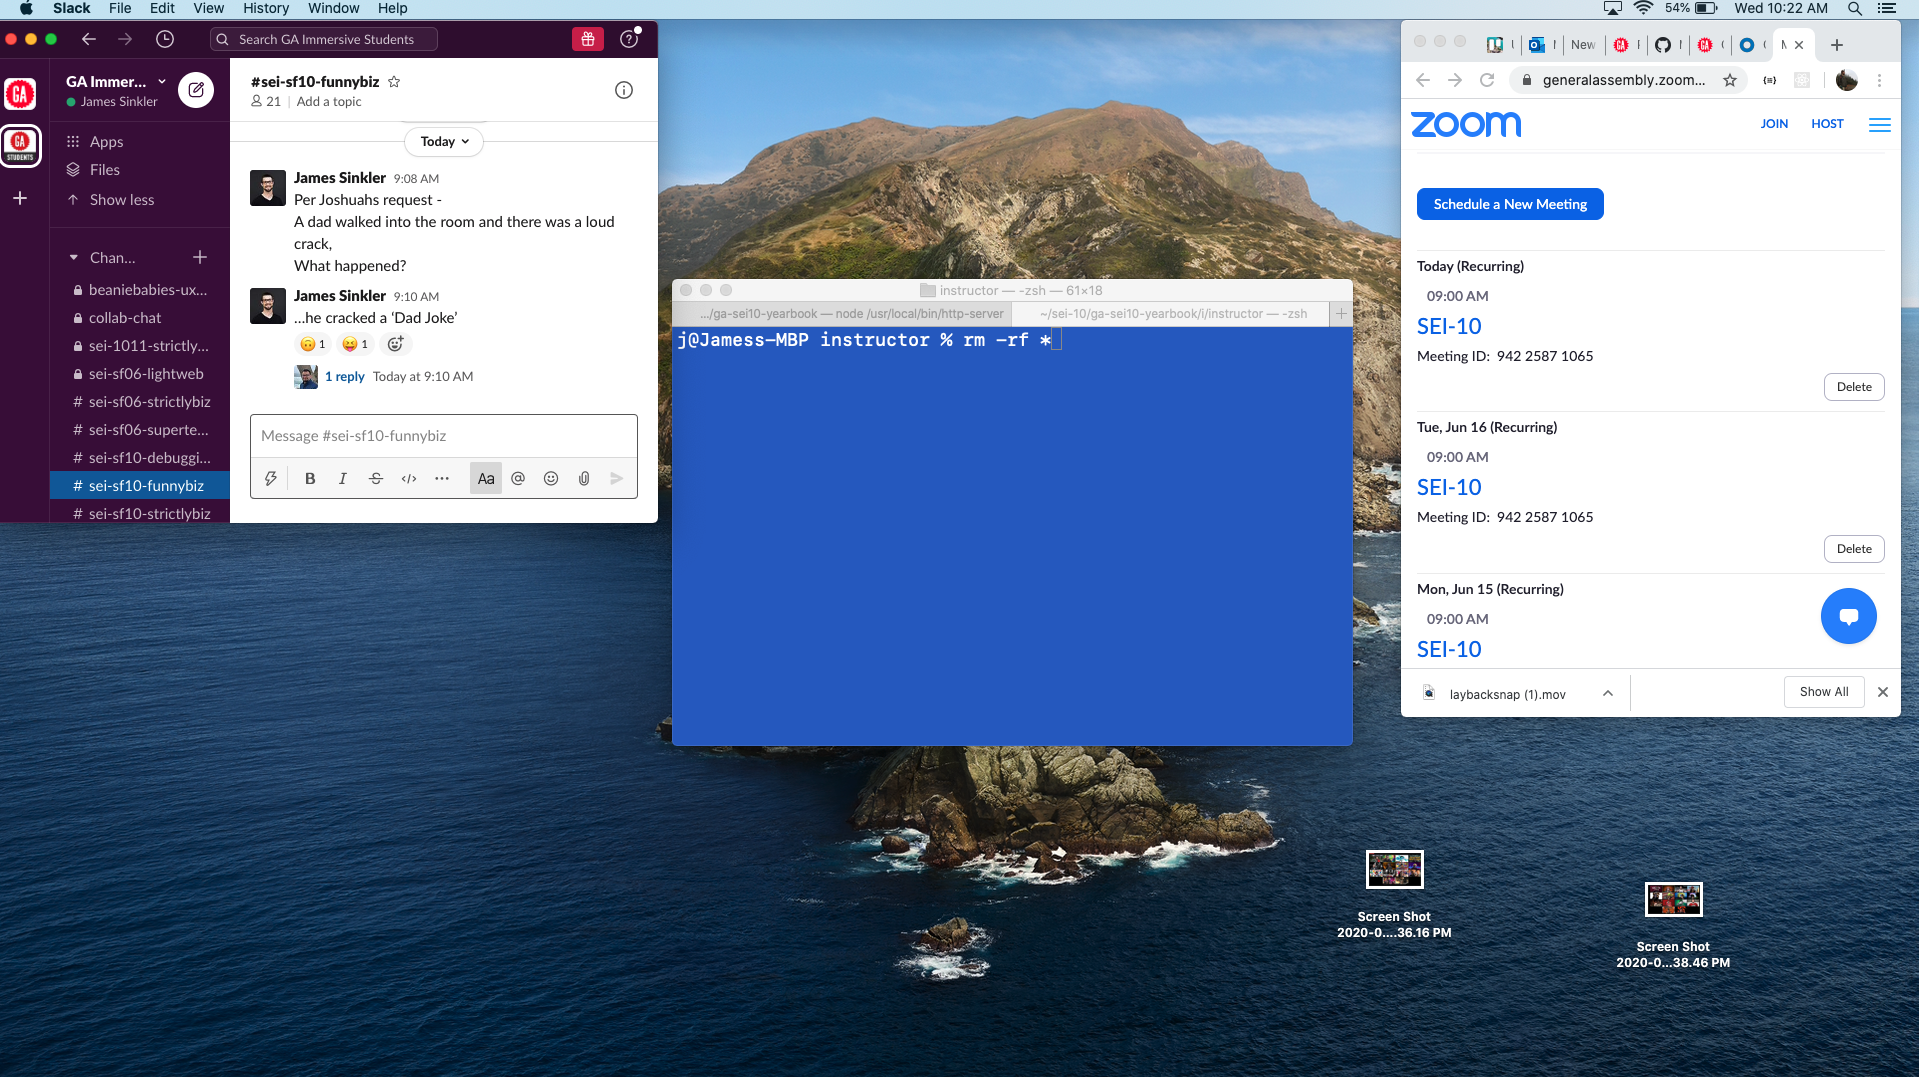 Slack File Edit View History Window Help
54% Wed 10:22 AM
Search GA Immersive Students
GA Immer...
James Sinkler
Apps
Files
Show less
Chan...
beaniebabies-ux...
collab-chat
sei-1011-strictly...
sei-sf06-lightweb
# sei-sf06-strictlybiz
# sei-sf06-superte...
# sei-sf10-debuggi...
# sei-sf10-funnybiz
# sei-sf10-strictlybiz
GA
GA
STUDENTS
#sei-sf10-funnybiz
21 | Add a topic
Today
James Sinkler 9:08 AM
Per Joshuahs request -
A dad walked into the room and there was a loud
crack,
What happened?
James Sinkler 9:10 AM
...he cracked a ‘Dad Joke’
1 1
1 reply Today at 9:10 AM
Message #sei-sf10-funnybiz
B I S </> ... Aa @
instructor — -zsh — 61×18
.../ga-sei10-yearbook — node /usr/local/bin/http-server
~/sei-10/ga-sei10-yearbook/i/instructor — -zsh
j@Jamess-MBP instructor % rm -rf *
New
generalassembly.zoom...
zoom
JOIN HOST
Schedule a New Meeting
Today (Recurring)
09:00 AM
SEI-10
Meeting ID: 942 2587 1065
Delete
Tue, Jun 16 (Recurring)
09:00 AM
SEI-10
Meeting ID: 942 2587 1065
Delete
Mon, Jun 15 (Recurring)
09:00 AM
SEI-10
laybacksnap (1).mov
Show All
Screen Shot
2020-0....36.16 PM
Screen Shot
2020-0...38.46 PM